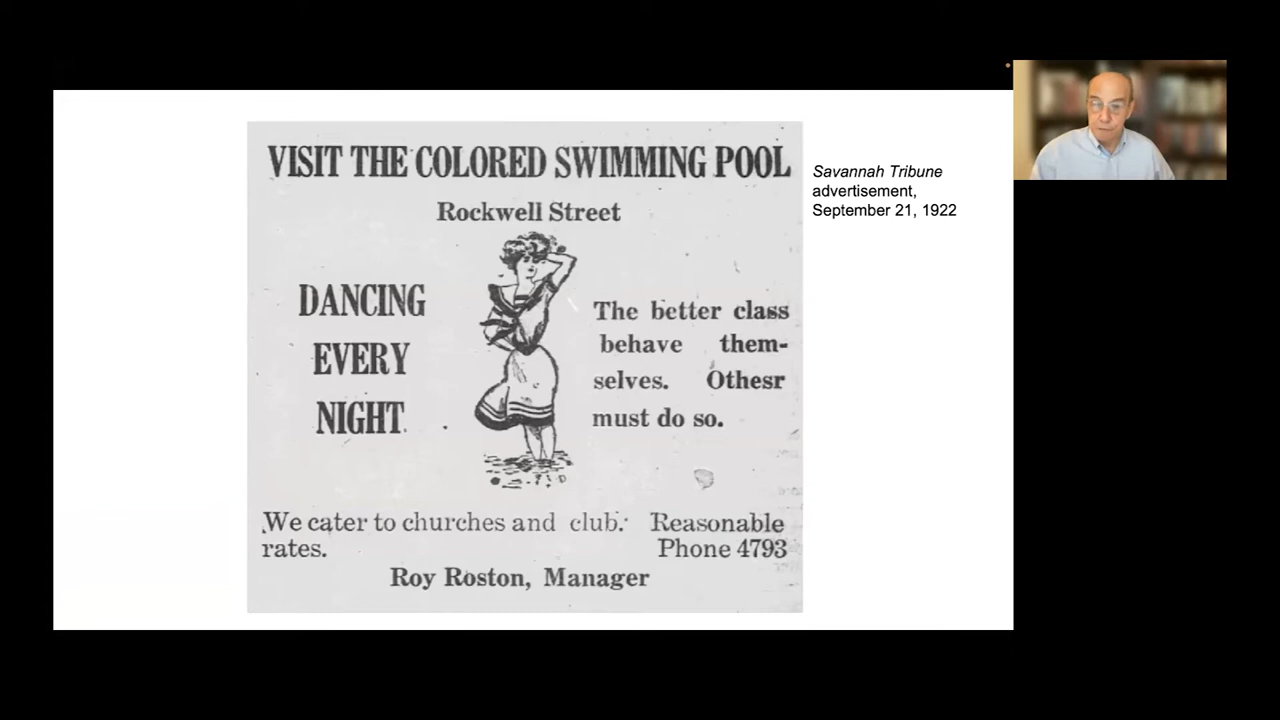 VISIT THE COLORED SWIMMING POOL
Rockwell Street
DANCING
EVERY
NIGHT
The better class
behave them-
selves. Othesr
must do so.
We cater to churches and club. Reasonable
rates. Phone 4793
Roy Roston, Manager
Savannah Tribune
advertisement,
September 21, 1922